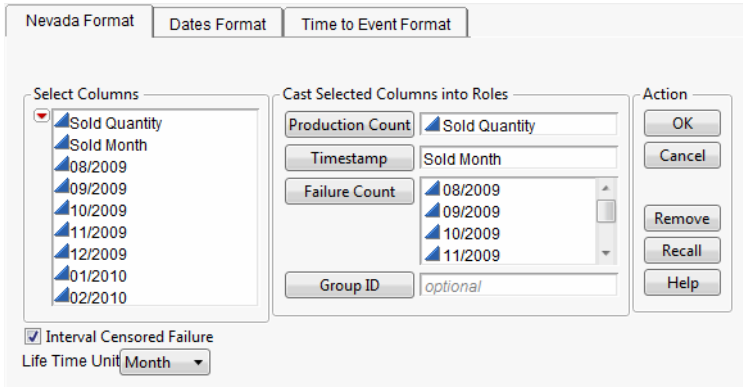 Nevada Format
Dates Format
Time to Event Format
Select Columns
Sold Quantity
Sold Month
08/2009
09/2009
10/2009
11/2009
12/2009
01/2010
02/2010
Cast Selected Columns into Roles
Production Count
Sold Quantity
Timestamp
Sold Month
Failure Count
08/2009
09/2009
10/2009
11/2009
Group ID
optional
Action
OK
Cancel
Remove
Recall
Help
Interval Censored Failure
Life Time Unit Month